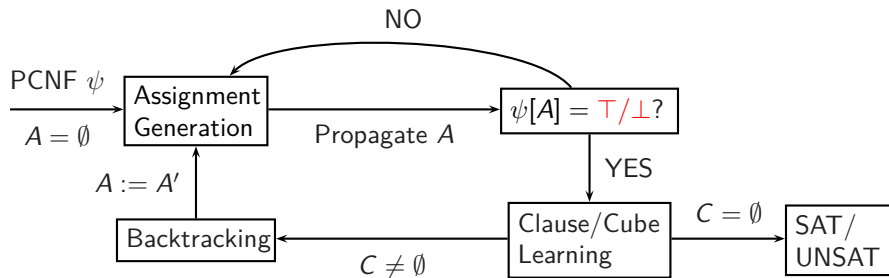 NO
PCNF ψ
A = ∅
Assignment
Generation
Propagate A
ψ[A] = ⊤/⊥?
YES
A := A′
Backtracking
C ≠ ∅
Clause/Cube
Learning
C = ∅
SAT/
UNSAT